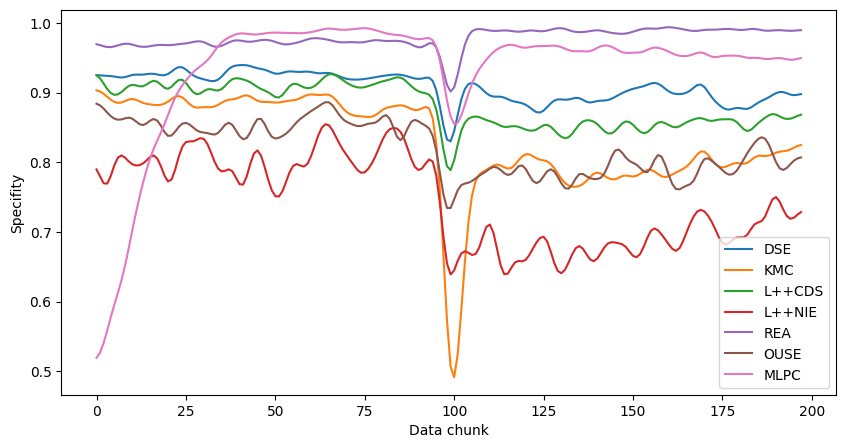 1.0
0.9
0.8
0.7
0.6
0.5
Specifity
0 25 50 75 100 125 150 175 200
Data chunk
DSE
KMC
L++CDS
L++NIE
REA
OUSE
MLPC